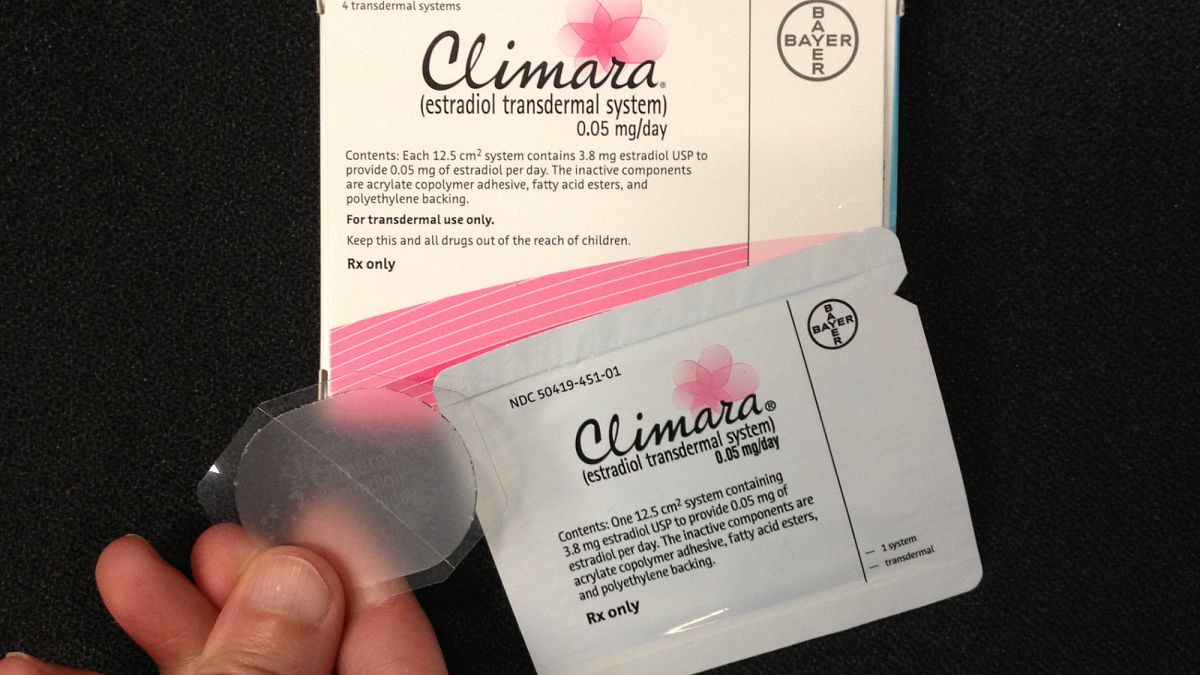 4 transdermal systems
Climara®
(estradiol transdermal system)
0.05 mg/day
Contents: Each 12.5 cm² system contains 3.8 mg estradiol USP to
provide 0.05 mg of estradiol per day. The inactive components
are acrylate copolymer adhesive, fatty acid esters, and
polyethylene backing.
For transdermal use only.
Keep this and all drugs out of the reach of children.
Rx only
BAYER
BAYER
NDC 50419-451-01
Climara®
(estradiol transdermal system)
0.05 mg/day
Contents: One 12.5 cm² system containing
3.8 mg estradiol USP to provide 0.05 mg of
estradiol per day. The inactive components are
acrylate copolymer adhesive, fatty acid esters,
and polyethylene backing.
Rx only
BAYER
BAYER
— 1 system
— transdermal